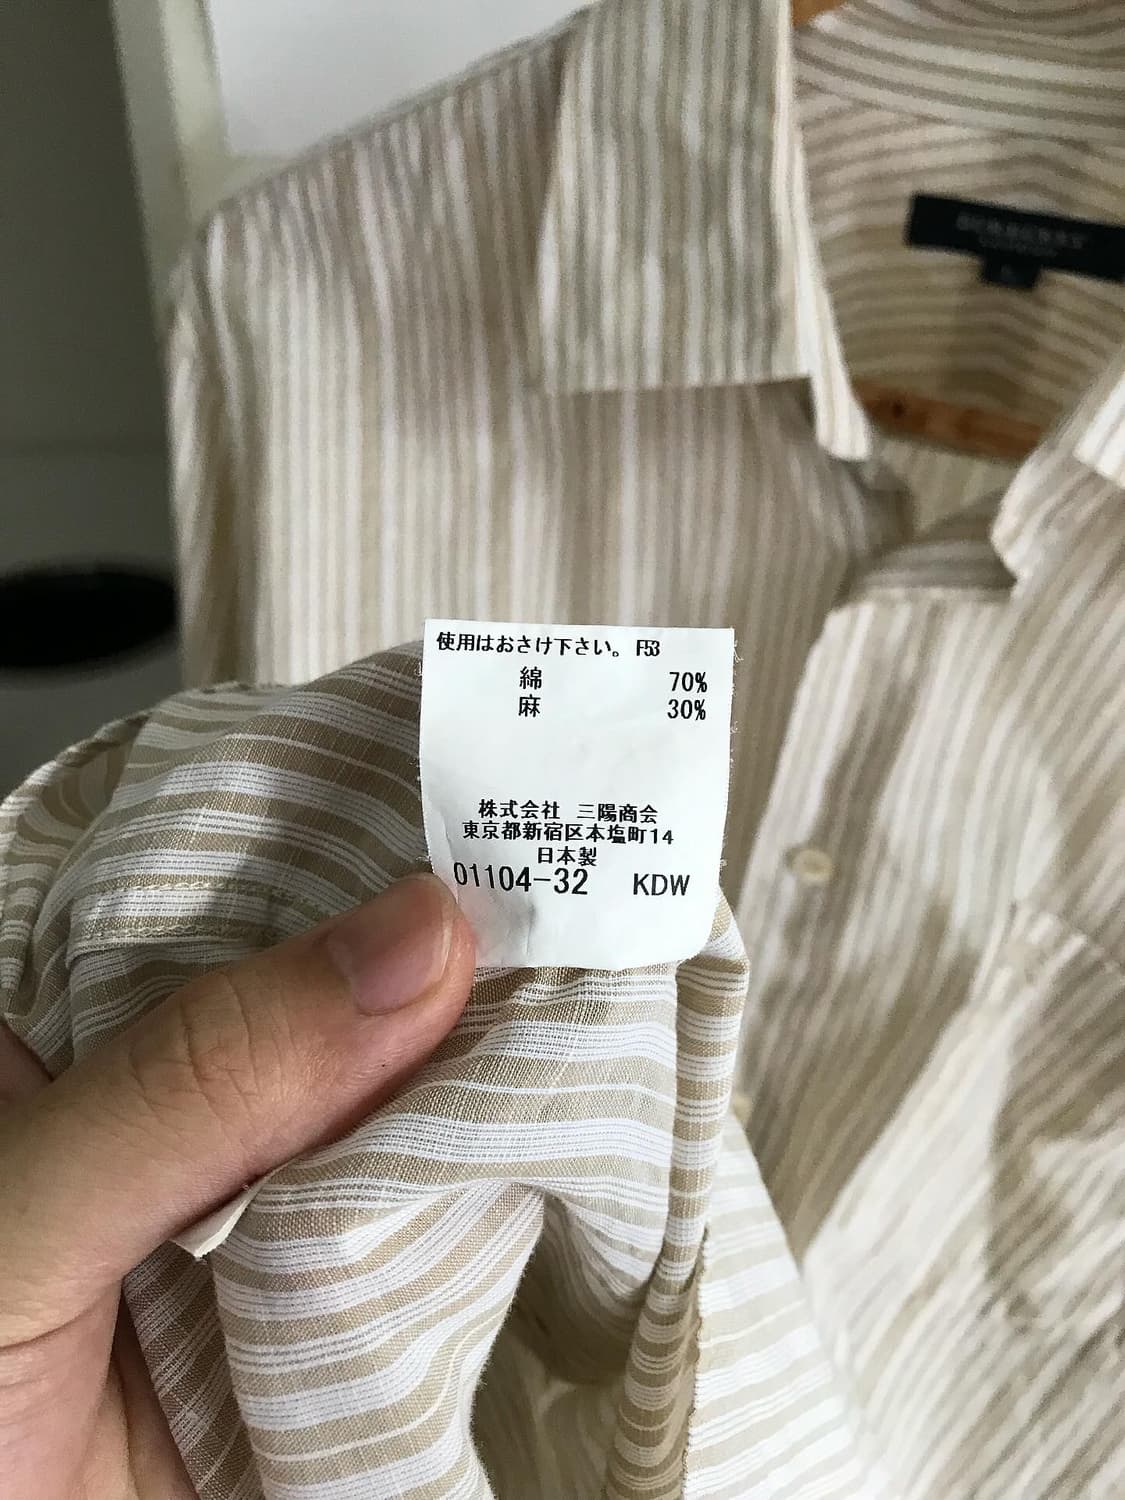 BURBERRY
使用はおさけ下さい。 F53
綿 70%
麻 30%
株式会社 三陽商会
東京都新宿区本塩町14
日本製
01104-32 KDW